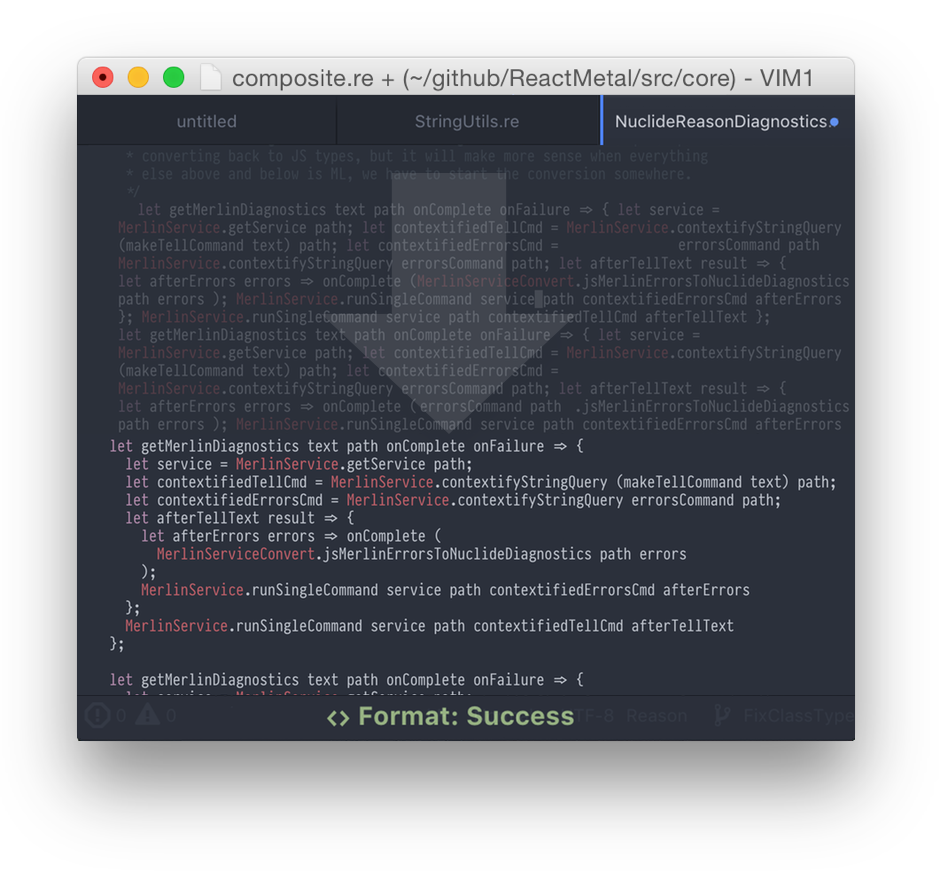 composite.re + (~/github/ReactMetal/src/core) - VIM1
untitled
StringUtils.re
NuclideReasonDiagnostics.
* converting back to JS types, but it will make more sense when everything
* else above and below is ML, we have to start the conversion somewhere.
*/
let getMerlinDiagnostics text path onComplete onFailure => { let service =
MerlinService.getService path; let contextifiedTellCmd = MerlinService.contextifyStringQuery
(makeTellCommand text) path; let contextifiedErrorsCmd = errorsCommand path
MerlinService.contextifyStringQuery errorsCommand path; let afterTellText result => {
let afterErrors errors => onComplete (MerlinServiceConvert.jsMerlinErrorsToNuclideDiagnostics
path errors ); MerlinService.runSingleCommand service path contextifiedErrorsCmd afterErrors
}; MerlinService.runSingleCommand service path contextifiedTellCmd afterTellText };
let getMerlinDiagnostics text path onComplete onFailure => { let service =
MerlinService.getService path; let contextifiedTellCmd = MerlinService.contextifyStringQuery
(makeTellCommand text) path; let contextifiedErrorsCmd =
MerlinService.contextifyStringQuery errorsCommand path; let afterTellText result => {
let afterErrors errors => onComplete (errorsCommand path .jsMerlinErrorsToNuclideDiagnostics
path errors ); MerlinService.runSingleCommand service path contextifiedErrorsCmd afterErrors
let getMerlinDiagnostics text path onComplete onFailure => {
let service = MerlinService.getService path;
let contextifiedTellCmd = MerlinService.contextifyStringQuery (makeTellCommand text) path;
let contextifiedErrorsCmd = MerlinService.contextifyStringQuery errorsCommand path;
let afterTellText result => {
let afterErrors errors => onComplete (
MerlinServiceConvert.jsMerlinErrorsToNuclideDiagnostics path errors
);
MerlinService.runSingleCommand service path contextifiedErrorsCmd afterErrors
};
MerlinService.runSingleCommand service path contextifiedTellCmd afterTellText
};
let getMerlinDiagnostics text path onComplete onFailure => {
0 0 <> Format: Success TF-8 Reason FixClassType